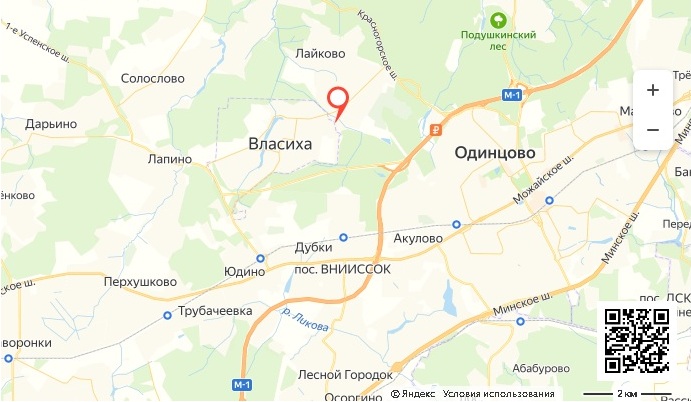 Красногорское ш.
1-е Успенское ш.
Лайково
Подушкинский
лес
Солослово
М-1
Дарьино
Власиха
Лапино
Одинцово
Можайское ш.
Минское ш.
Дубки
Акулово
Юдино
пос. ВНИИССОК
Перхушково
Трубачеевка
р. Ликова
Минское ш.
М-1
Лесной Городок
Абабурово
Осоргино
© Яндекс Условия использования
2 км